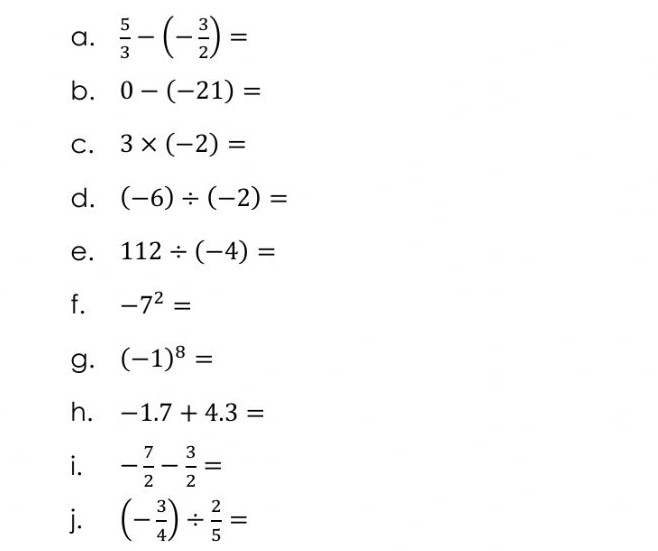 a. 5/3 − (−3/2) =
b. 0 − (−21) =
c. 3 × (−2) =
d. (−6) ÷ (−2) =
e. 112 ÷ (−4) =
f. −7² =
g. (−1)⁸ =
h. −1.7 + 4.3 =
i. −7/2 − 3/2 =
j. (−3/4) ÷ 2/5 =